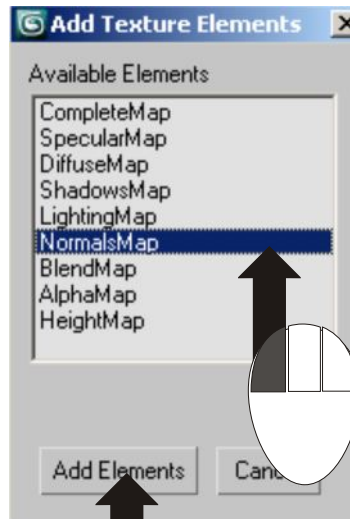 Add Texture Elements
Available Elements
CompleteMap
SpecularMap
DiffuseMap
ShadowsMap
LightingMap
NormalsMap
BlendMap
AlphaMap
HeightMap
Add Elements